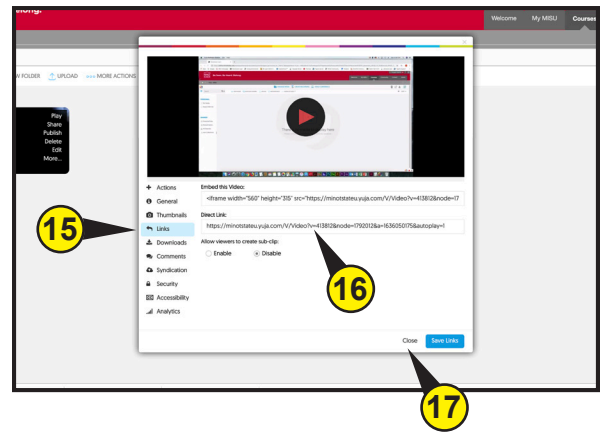 Welcome My MISU Courses
W FOLDER UPLOAD MORE ACTIONS
Play
Share
Publish
Delete
Edit
More...
Actions
General
Thumbnails
Links
Downloads
Comments
Syndication
Security
Accessibility
Analytics
Embed this Video:
<iframe width="560" height="315" src="https://minotstateu.yuja.com/V/Video?v=413812&node=17
Direct Link:
https://minotstateu.yuja.com/V/Video?v=413812&node=1792012&a=1636050175&autoplay=1
Allow viewers to create sub-clip:
Enable Disable
Close Save Links
15
16
17